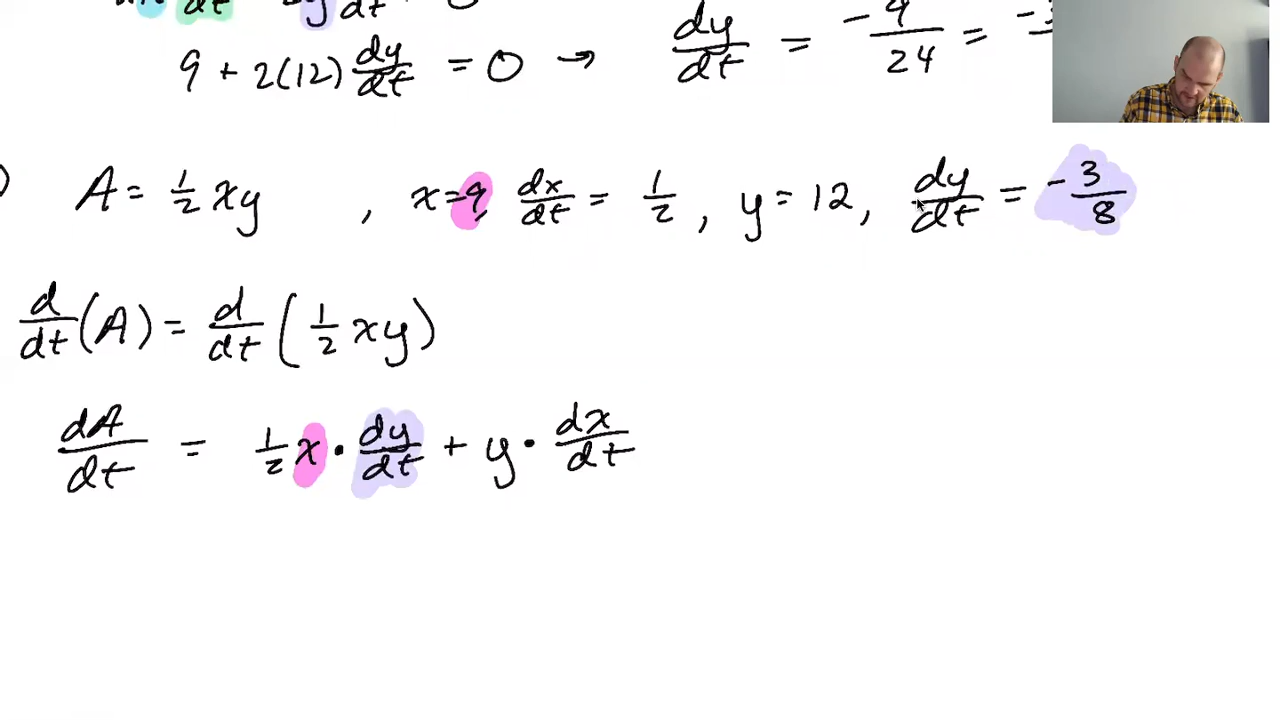 9 + 2(12) dy/dt = 0 → dy/dt = -9/24 = -3
) A = 1/2 xy , x=9, dx/dt = 1/2 , y = 12, dy/dt = -3/8
d/dt (A) = d/dt (1/2 xy)
dA/dt = 1/2 x · dy/dt + y · dx/dt